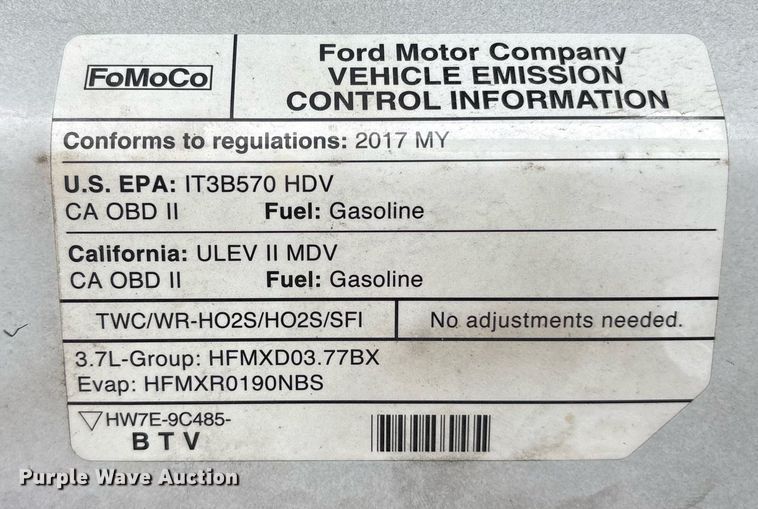 FoMoCo
Ford Motor Company
VEHICLE EMISSION
CONTROL INFORMATION
Conforms to regulations: 2017 MY
U.S. EPA: IT3B570 HDV
CA OBD II Fuel: Gasoline
California: ULEV II MDV
CA OBD II Fuel: Gasoline
TWC/WR-HO2S/HO2S/SFI
No adjustments needed.
3.7L-Group: HFMXD03.77BX
Evap: HFMXR0190NBS
▽HW7E-9C485-
BTV
Purple Wave Auction